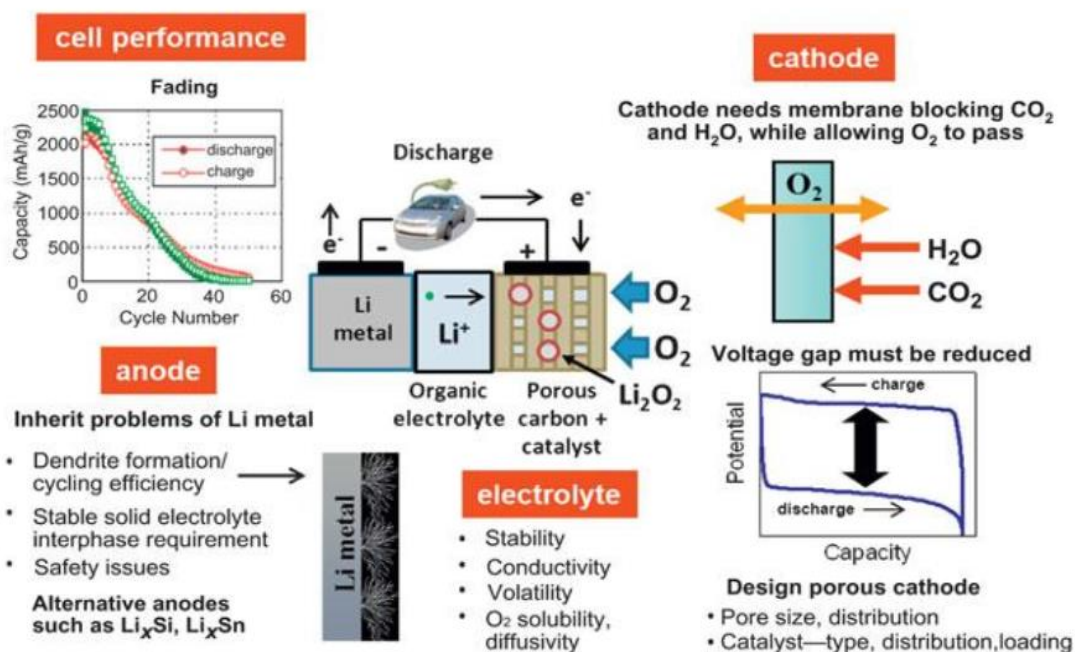 cell performance
Fading
2500
2000
1500
1000
500
0
Capacity (mAh/g)
discharge
charge
0
20
40
60
Cycle Number
Discharge
e⁻
-
+
e⁻
Li
metal
Li⁺
Organic
electrolyte
Porous
carbon +
catalyst
Li₂O₂
O₂
O₂
cathode
Cathode needs membrane blocking CO₂
and H₂O, while allowing O₂ to pass
O₂
H₂O
CO₂
Voltage gap must be reduced
charge
discharge
Potential
Capacity
Design porous cathode
• Pore size, distribution
• Catalyst—type, distribution,loading
anode
Inherit problems of Li metal
• Dendrite formation/
cycling efficiency
• Stable solid electrolyte
interphase requirement
• Safety issues
Alternative anodes
such as LiₓSi, LiₓSn
Li metal
electrolyte
• Stability
• Conductivity
• Volatility
• O₂ solubility,
diffusivity